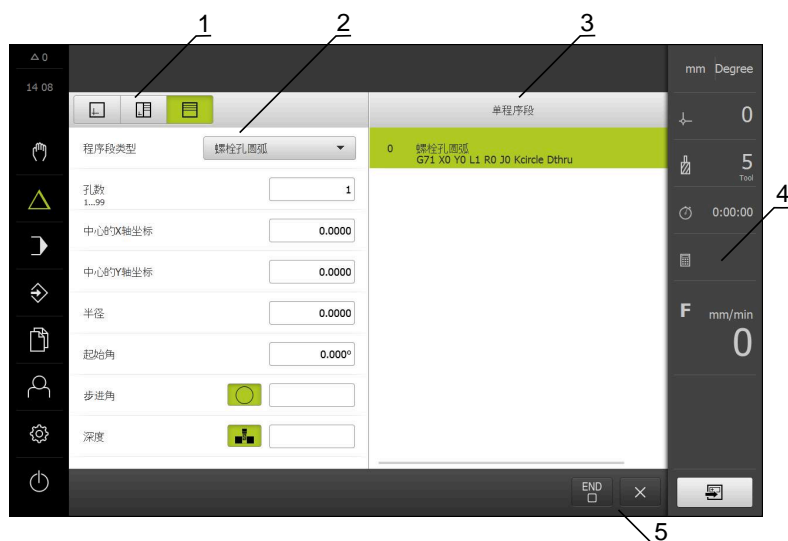 1
2
3
0
14 08
mm Degree
单程序段
0
程序段类型
螺栓孔圆弧
0 螺栓孔圆弧
G71 X0 Y0 L1 R0 J0 Kcircle Dthru
5
Tool
孔数
1...99
1
4
0:00:00
中心的X轴坐标
0.0000
中心的Y轴坐标
0.0000
半径
0.0000
F mm/min
0
起始角
0.000°
步进角
深度
END
5